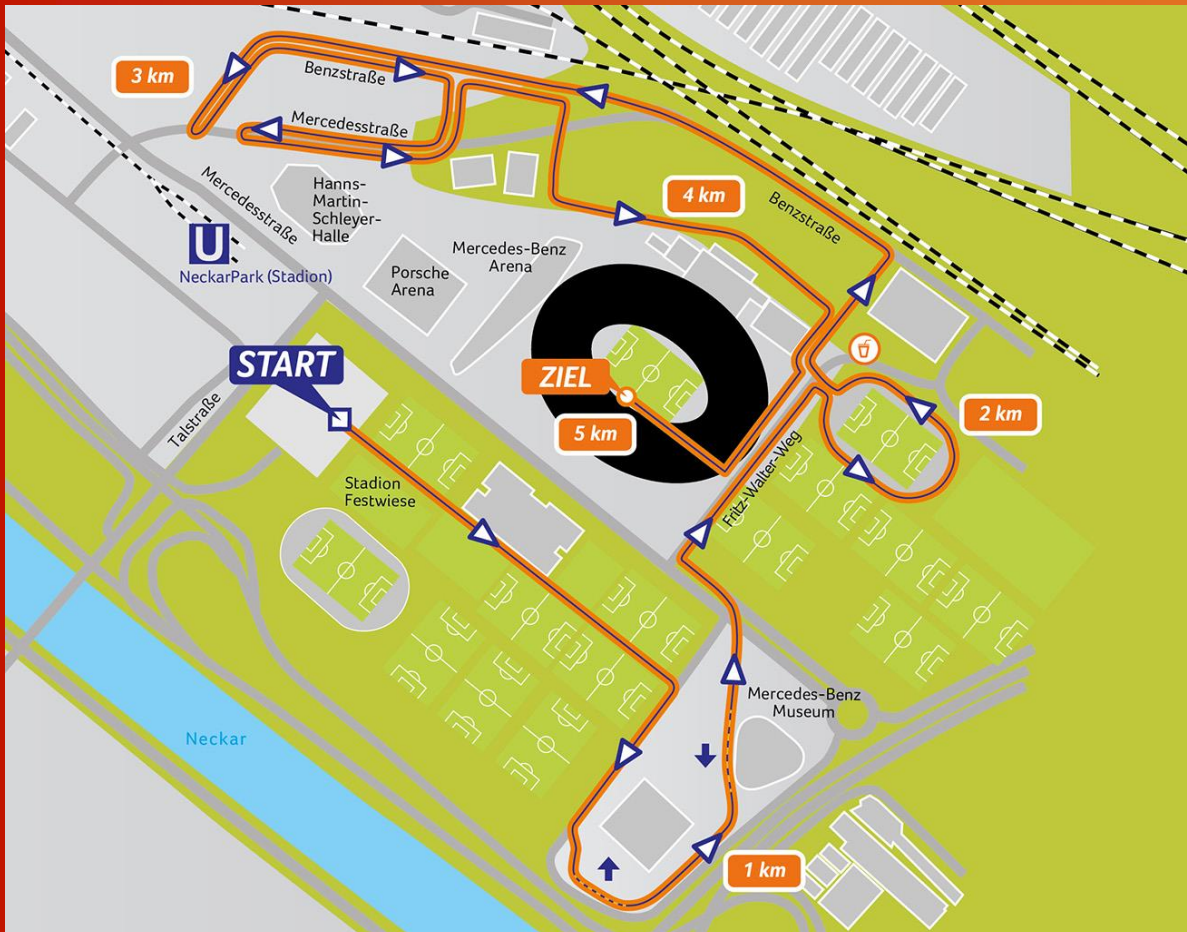 3 km
Benzstraße
Mercedesstraße
Mercedesstraße
Hanns-
Martin-
Schleyer-
Halle
4 km
Benzstraße
U
NeckarPark (Stadion)
Mercedes-Benz
Arena
Porsche
Arena
START
ZIEL
5 km
2 km
Talstraße
Stadion
Festwiese
Fritz-Walter-Weg
Mercedes-Benz
Museum
Neckar
1 km